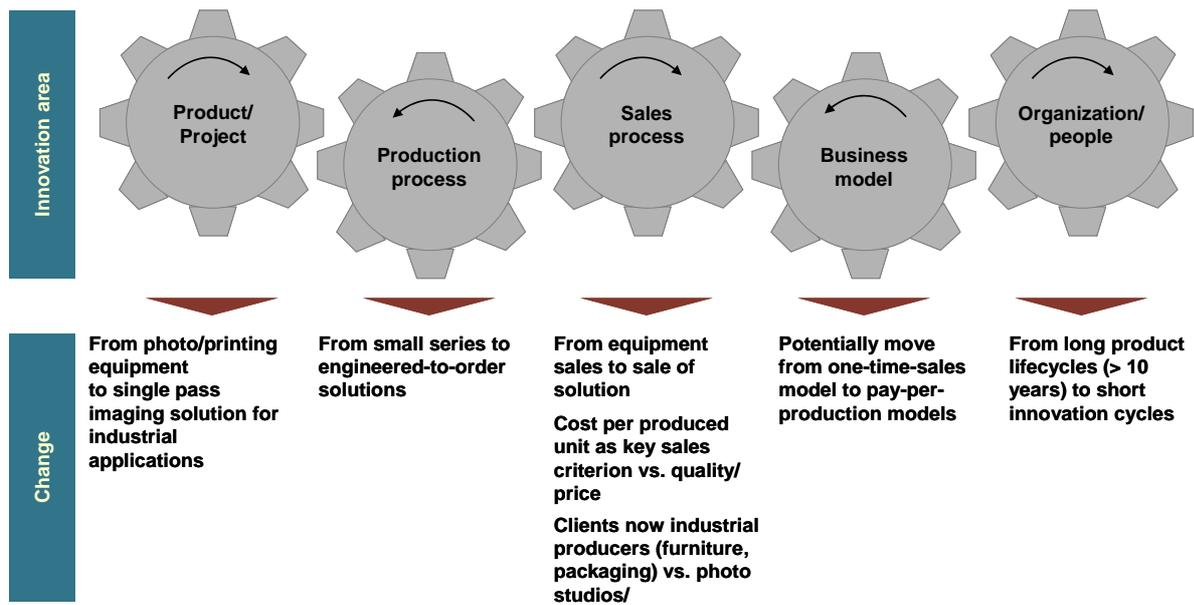 Innovation area
Product/
Project
Production
process
Sales
process
Business
model
Organization/
people
Change
From photo/printing
equipment
to single pass
imaging solution for
industrial
applications
From small series to
engineered-to-order
solutions
From equipment
sales to sale of
solution
Cost per produced
unit as key sales
criterion vs. quality/
price
Clients now industrial
producers (furniture,
packaging) vs. photo
studios/
Potentially move
from one-time-sales
model to pay-per-
production models
From long product
lifecycles (> 10
years) to short
innovation cycles